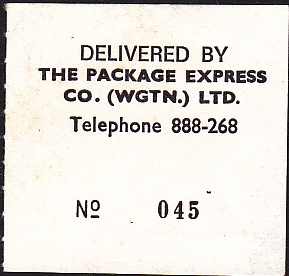 DELIVERED BY
THE PACKAGE EXPRESS
CO. (WGTN.) LTD.
Telephone 888-268
Nº 045